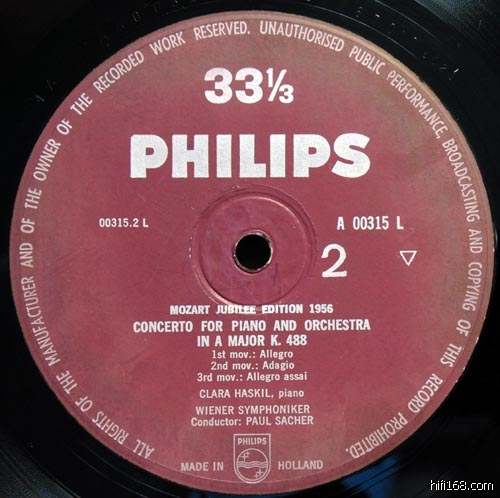 ALL RIGHTS OF THE MANUFACTURER AND OF THE OWNER OF THE RECORDED WORK RESERVED. UNAUTHORISED PUBLIC PERFORMANCE, BROADCASTING AND COPYING OF THIS RECORD PROHIBITED.
33⅓
PHILIPS
00315.2 L
A 00315 L
2 ▽
MOZART JUBILEE EDITION 1956
CONCERTO FOR PIANO AND ORCHESTRA
IN A MAJOR K. 488
1st mov.: Allegro
2nd mov.: Adagio
3rd mov.: Allegro assai
CLARA HASKIL, piano
WIENER SYMPHONIKER
Conductor: PAUL SACHER
PHILIPS
MADE IN HOLLAND
hifi168.com